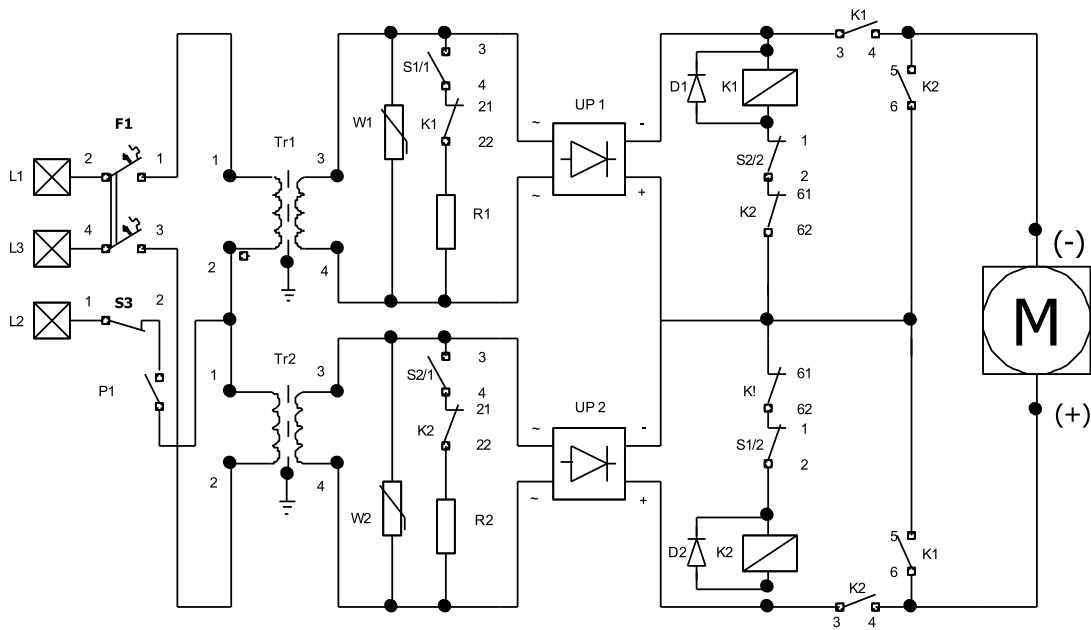 K1
3 4
3
S1/1
4
21
K1
22
W1
R1
UP 1
~
~
-
+
D1
K1
1
S2/2
2
61
K2
62
5
K2
6
F1
L1
2
1
L3
4
3
S3
L2
1
2
P1
Tr1
1
3
2
4
(-)
M
(+)
Tr2
1
3
2
4
3
S2/1
4
21
K2
22
W2
R2
UP 2
~
~
-
+
61
K!
62
1
S1/2
2
D2
K2
5
K1
6
K2
3 4